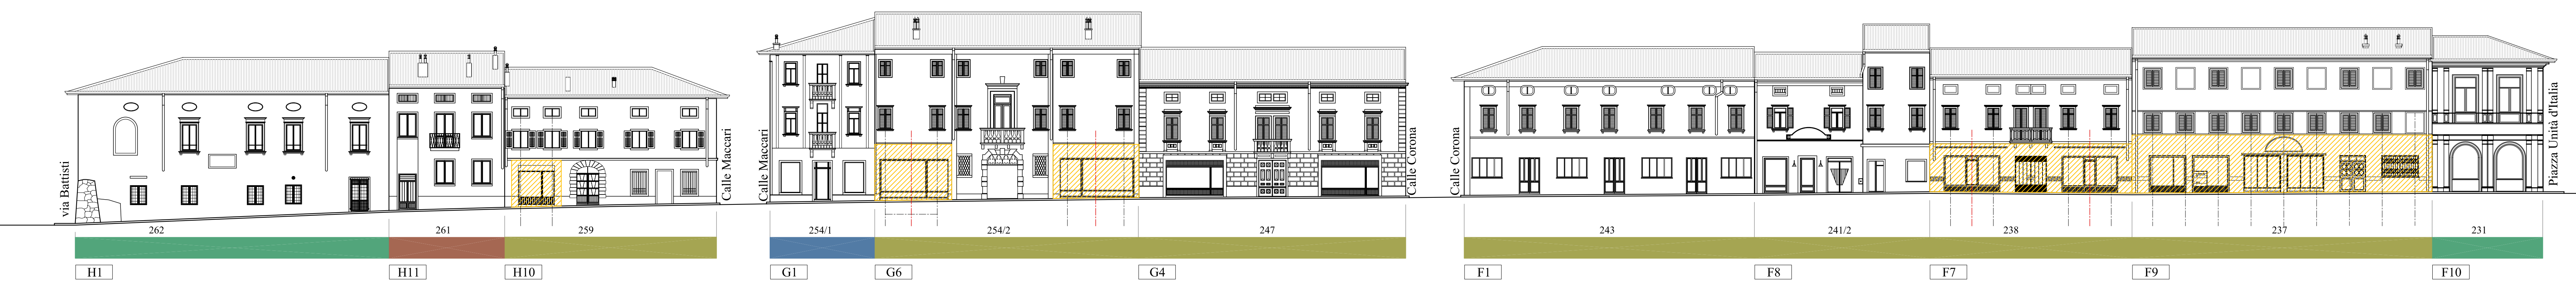 via Battisti
Calle Maccari
Calle Maccari
Calle Corona
Calle Corona
Piazza Unità d'Italia
262
261
259
254/1
254/2
247
243
241/2
238
237
231
H1
H11
H10
G1
G6
G4
F1
F8
F7
F9
F10